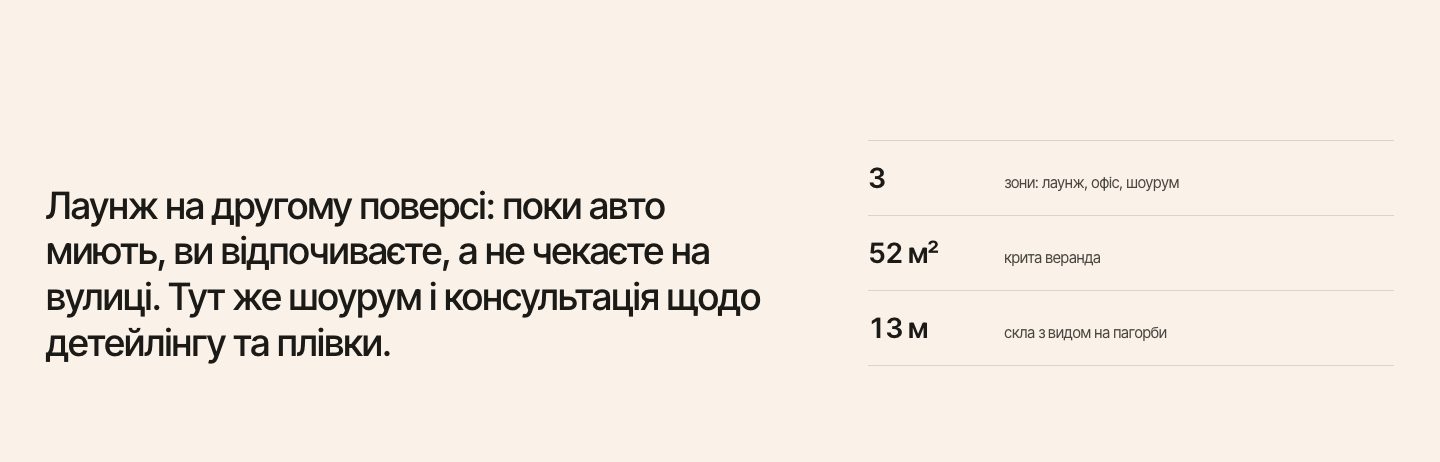 Лаунж на другому поверсі: поки авто
миють, ви відпочиваєте, а не чекаєте на
вулиці. Тут же шоурум і консультація щодо
детейлінгу та плівки.
3 зони: лаунж, офіс, шоурум
52 м² крита веранда
13 м скла з видом на пагорби